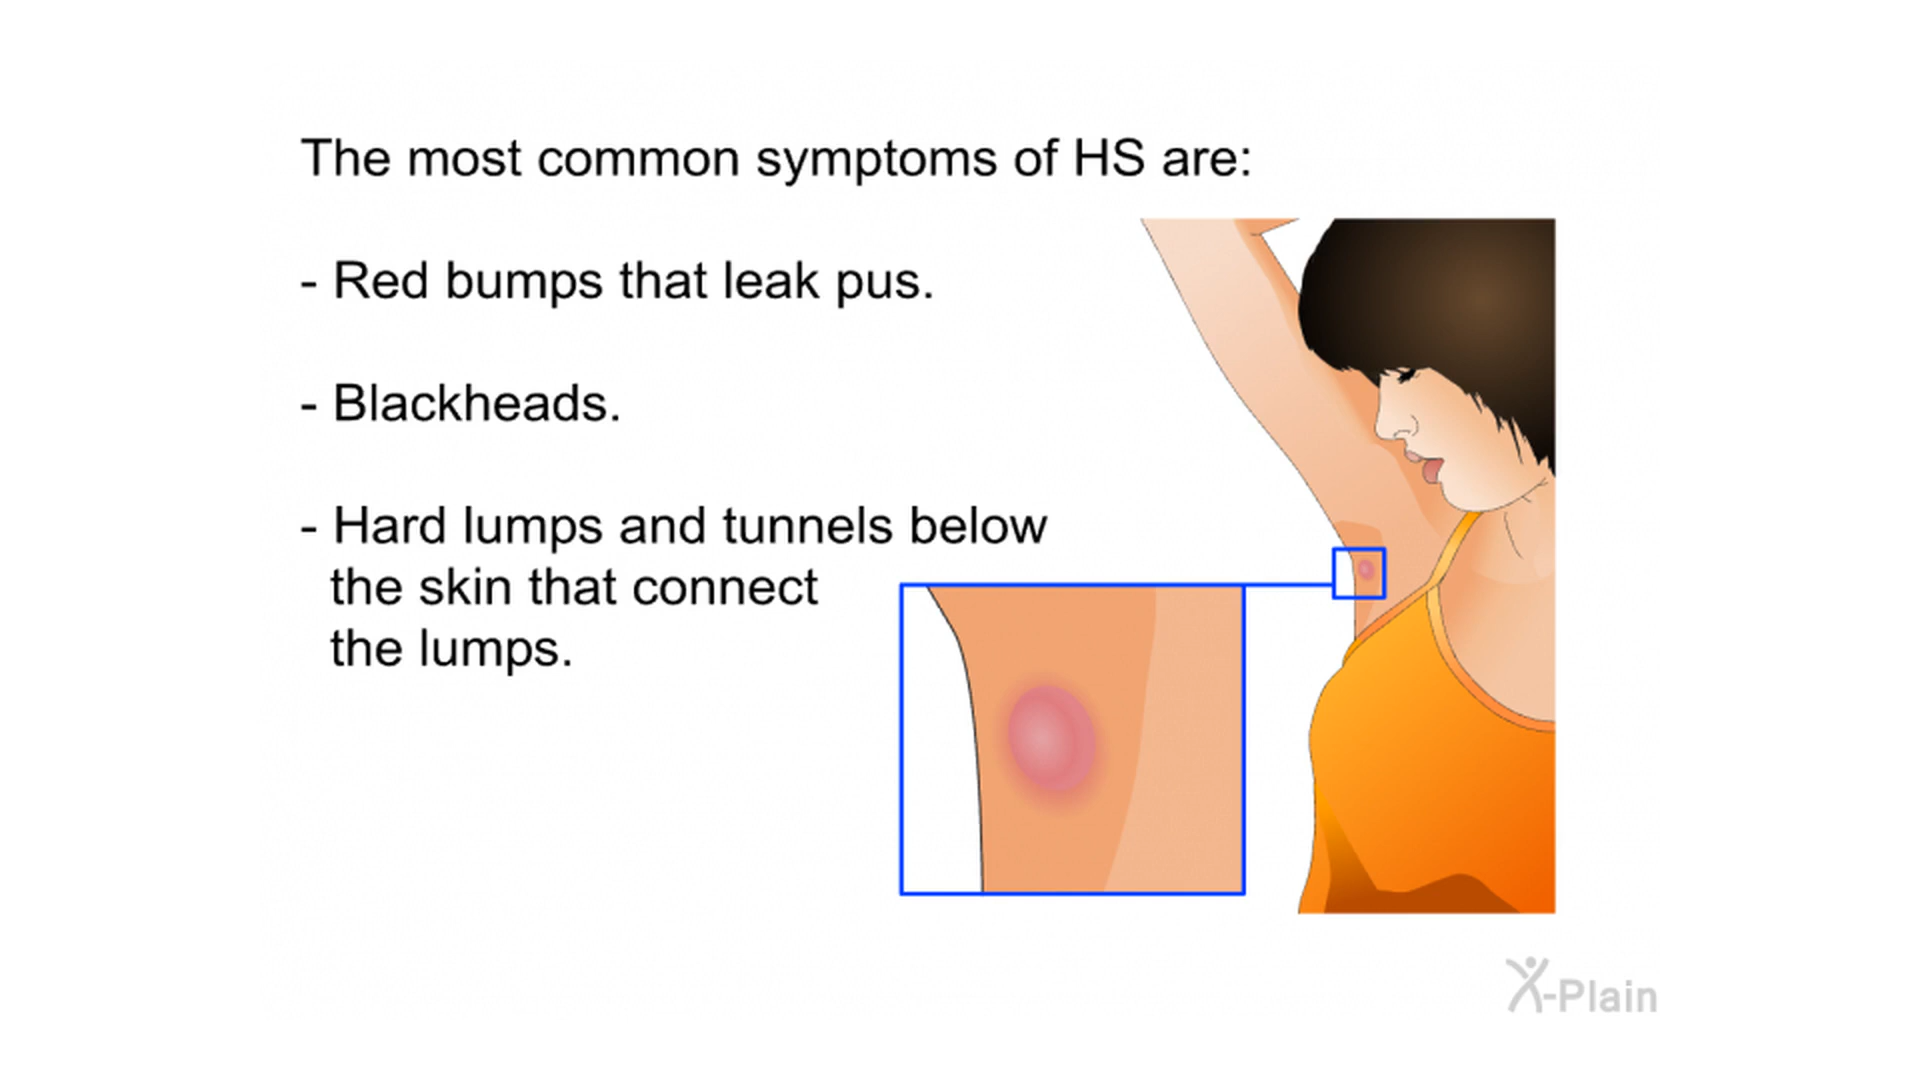 The most common symptoms of HS are:
- Red bumps that leak pus.
- Blackheads.
- Hard lumps and tunnels below
the skin that connect
the lumps.
X-Plain